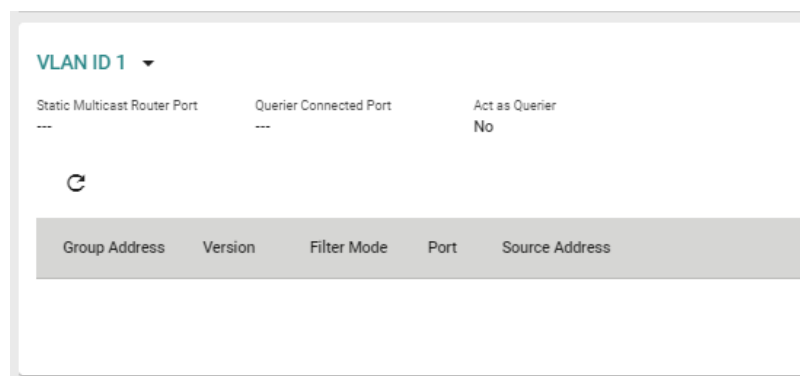 VLAN ID 1
Static Multicast Router Port Querier Connected Port Act as Querier
--- --- No
Group Address Version Filter Mode Port Source Address